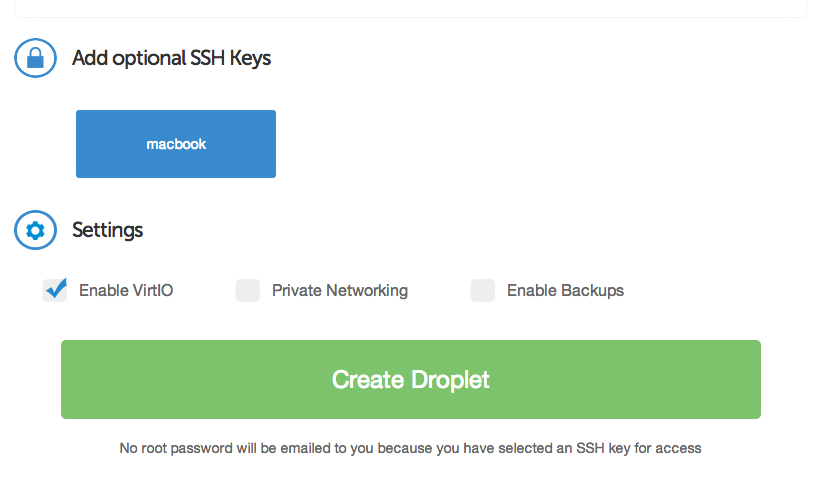 Add optional SSH Keys
macbook
Settings
Enable VirtIO
Private Networking
Enable Backups
Create Droplet
No root password will be emailed to you because you have selected an SSH key for access